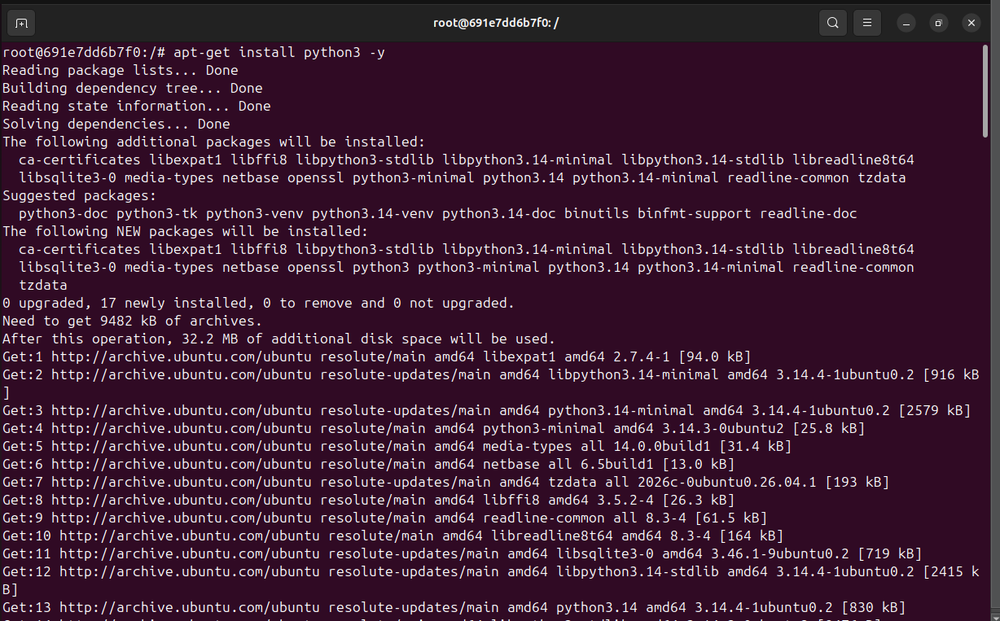 root@691e7dd6b7f0: /
root@691e7dd6b7f0:/# apt-get install python3 -y
Reading package lists... Done
Building dependency tree... Done
Reading state information... Done
Solving dependencies... Done
The following additional packages will be installed:
  ca-certificates libexpat1 libffi8 libpython3-stdlib libpython3.14-minimal libpython3.14-stdlib libreadline8t64
  libsqlite3-0 media-types netbase openssl python3-minimal python3.14 python3.14-minimal readline-common tzdata
Suggested packages:
  python3-doc python3-tk python3-venv python3.14-venv python3.14-doc binutils binfmt-support readline-doc
The following NEW packages will be installed:
  ca-certificates libexpat1 libffi8 libpython3-stdlib libpython3.14-minimal libpython3.14-stdlib libreadline8t64
  libsqlite3-0 media-types netbase openssl python3 python3-minimal python3.14 python3.14-minimal readline-common
  tzdata
0 upgraded, 17 newly installed, 0 to remove and 0 not upgraded.
Need to get 9482 kB of archives.
After this operation, 32.2 MB of additional disk space will be used.
Get:1 http://archive.ubuntu.com/ubuntu resolute/main amd64 libexpat1 amd64 2.7.4-1 [94.0 kB]
Get:2 http://archive.ubuntu.com/ubuntu resolute-updates/main amd64 libpython3.14-minimal amd64 3.14.4-1ubuntu0.2 [916 kB
]
Get:3 http://archive.ubuntu.com/ubuntu resolute-updates/main amd64 python3.14-minimal amd64 3.14.4-1ubuntu0.2 [2579 kB]
Get:4 http://archive.ubuntu.com/ubuntu resolute/main amd64 python3-minimal amd64 3.14.3-0ubuntu2 [25.8 kB]
Get:5 http://archive.ubuntu.com/ubuntu resolute/main amd64 media-types all 14.0.0build1 [31.4 kB]
Get:6 http://archive.ubuntu.com/ubuntu resolute/main amd64 netbase all 6.5build1 [13.0 kB]
Get:7 http://archive.ubuntu.com/ubuntu resolute-updates/main amd64 tzdata all 2026c-0ubuntu0.26.04.1 [193 kB]
Get:8 http://archive.ubuntu.com/ubuntu resolute/main amd64 libffi8 amd64 3.5.2-4 [26.3 kB]
Get:9 http://archive.ubuntu.com/ubuntu resolute/main amd64 readline-common all 8.3-4 [61.5 kB]
Get:10 http://archive.ubuntu.com/ubuntu resolute/main amd64 libreadline8t64 amd64 8.3-4 [164 kB]
Get:11 http://archive.ubuntu.com/ubuntu resolute-updates/main amd64 libsqlite3-0 amd64 3.46.1-9ubuntu0.2 [719 kB]
Get:12 http://archive.ubuntu.com/ubuntu resolute-updates/main amd64 libpython3.14-stdlib amd64 3.14.4-1ubuntu0.2 [2415 k
B]
Get:13 http://archive.ubuntu.com/ubuntu resolute-updates/main amd64 python3.14 amd64 3.14.4-1ubuntu0.2 [830 kB]